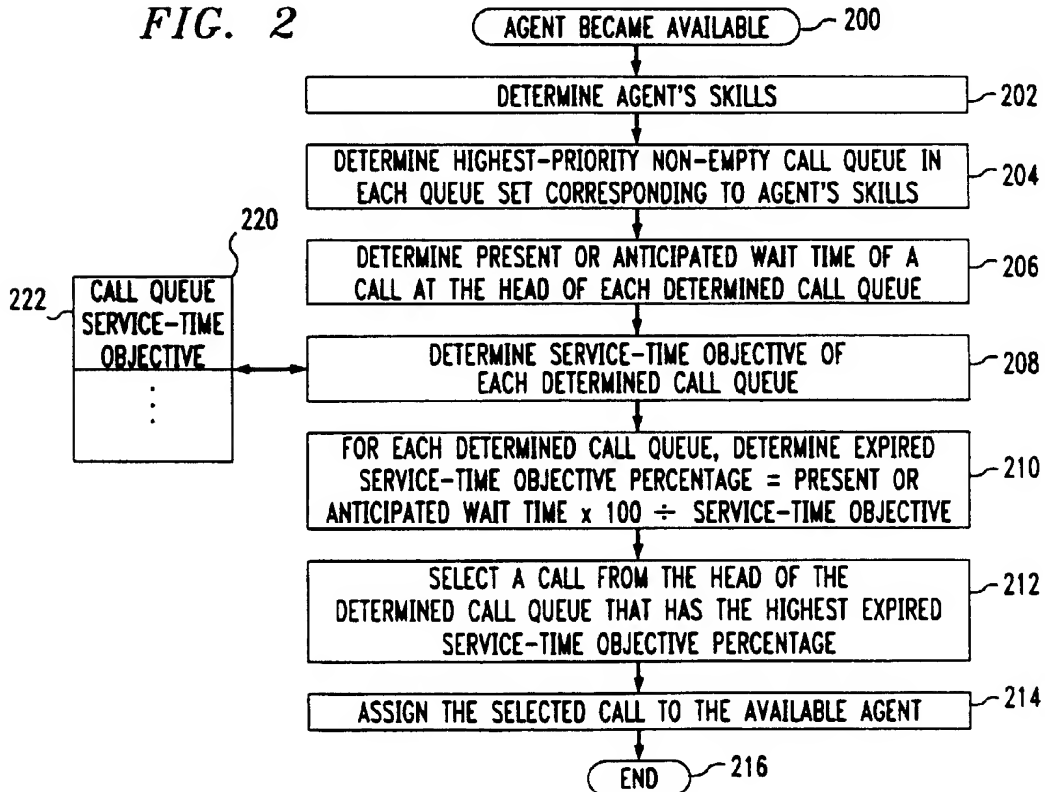 FIG. 2
AGENT BECAME AVAILABLE
200
DETERMINE AGENT'S SKILLS
202
DETERMINE HIGHEST-PRIORITY NON-EMPTY CALL QUEUE IN
EACH QUEUE SET CORRESPONDING TO AGENT'S SKILLS
204
DETERMINE PRESENT OR ANTICIPATED WAIT TIME OF A
CALL AT THE HEAD OF EACH DETERMINED CALL QUEUE
206
220
222
CALL QUEUE
SERVICE-TIME
OBJECTIVE
DETERMINE SERVICE-TIME OBJECTIVE OF
EACH DETERMINED CALL QUEUE
208
FOR EACH DETERMINED CALL QUEUE, DETERMINE EXPIRED
SERVICE-TIME OBJECTIVE PERCENTAGE = PRESENT OR
ANTICIPATED WAIT TIME x 100 ÷ SERVICE-TIME OBJECTIVE
210
SELECT A CALL FROM THE HEAD OF THE
DETERMINED CALL QUEUE THAT HAS THE HIGHEST EXPIRED
SERVICE-TIME OBJECTIVE PERCENTAGE
212
ASSIGN THE SELECTED CALL TO THE AVAILABLE AGENT
214
END
216